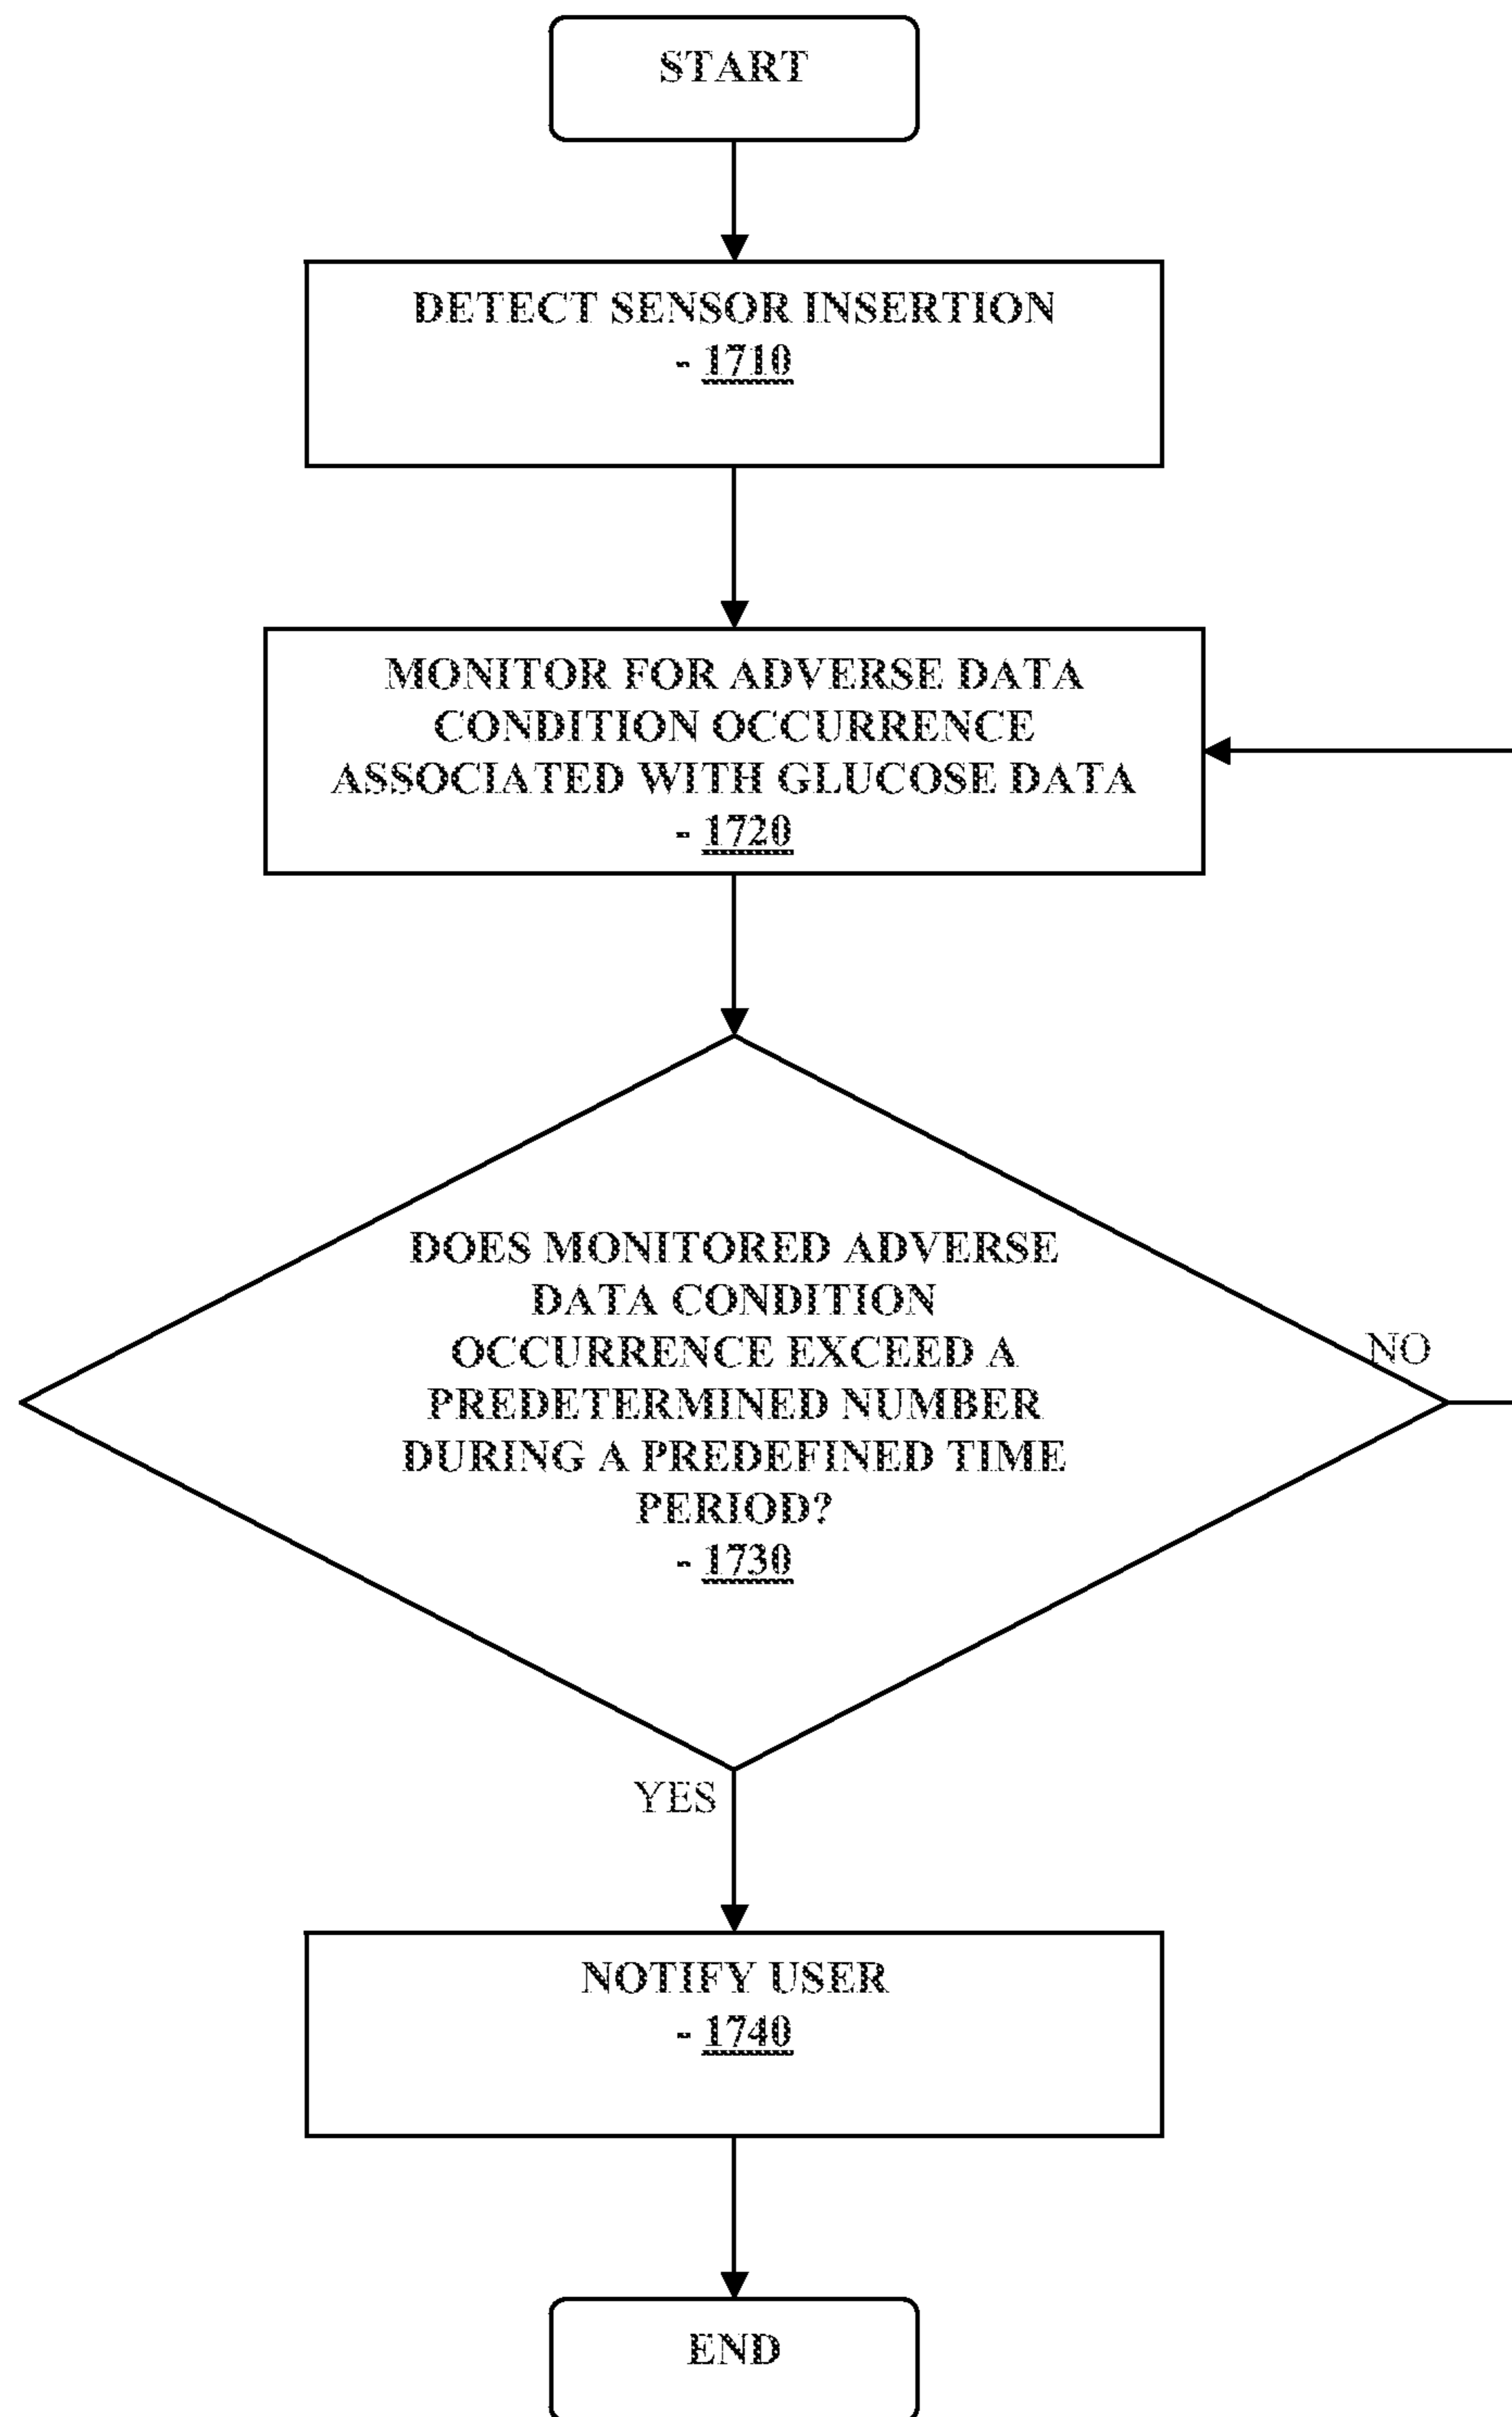 START
DETECT SENSOR INSERTION
- 1710
MONITOR FOR ADVERSE DATA
CONDITION OCCURRENCE
ASSOCIATED WITH GLUCOSE DATA
- 1720
DOES MONITORED ADVERSE
DATA CONDITION
OCCURRENCE EXCEED A
PREDETERMINED NUMBER
DURING A PREDEFINED TIME
PERIOD?
- 1730
NO
YES
NOTIFY USER
- 1740
END